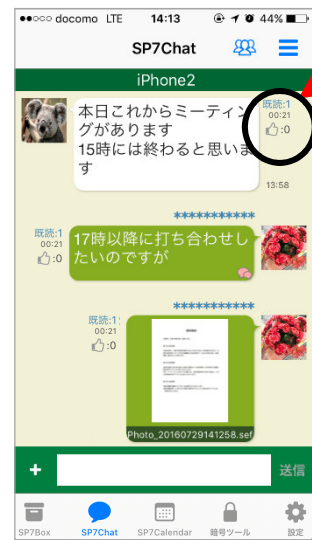 docomo LTE 14:13 44%
SP7Chat
iPhone2
本日これからミーティン
グがあります
15時には終わると思いま
す
既読:1
00:21
:0
13:58
***********
既読:1
00:21
:0
17時以降に打ち合わせし
たいのですが
***********
既読:1
00:21
:0
Photo_20160729141258.sef
+
送信
SP7Box SP7Chat SP7Calendar 暗号ツール 設定